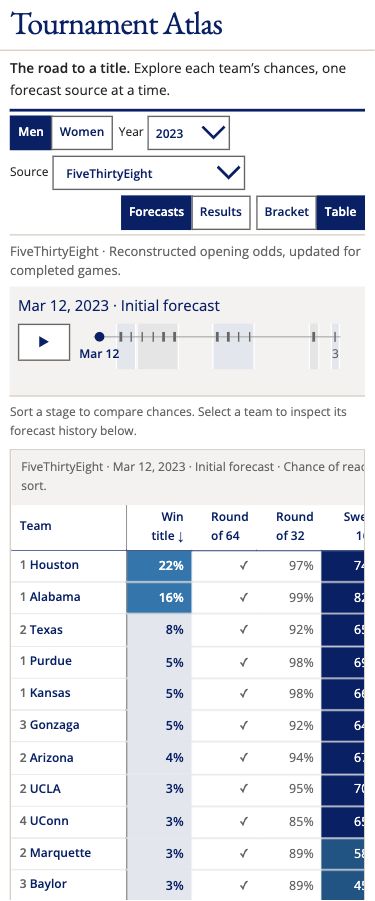 Tournament Atlas
The road to a title. Explore each team's chances, one
forecast source at a time.
Men Women Year 2023
Source FiveThirtyEight
Forecasts Results Bracket Table
FiveThirtyEight · Reconstructed opening odds, updated for
completed games.
Mar 12, 2023 · Initial forecast
Mar 12 3
Sort a stage to compare chances. Select a team to inspect its
forecast history below.
FiveThirtyEight · Mar 12, 2023 · Initial forecast · Chance of
sort.
Team Win title ↓ Round of 64 Round of 32
1 Houston 22% ✓ 97%
1 Alabama 16% ✓ 99%
2 Texas 8% ✓ 92%
1 Purdue 5% ✓ 98%
1 Kansas 5% ✓ 98%
3 Gonzaga 5% ✓ 92%
2 Arizona 4% ✓ 94%
2 UCLA 3% ✓ 95%
4 UConn 3% ✓ 85%
2 Marquette 3% ✓ 89%
3 Baylor 3% ✓ 89%